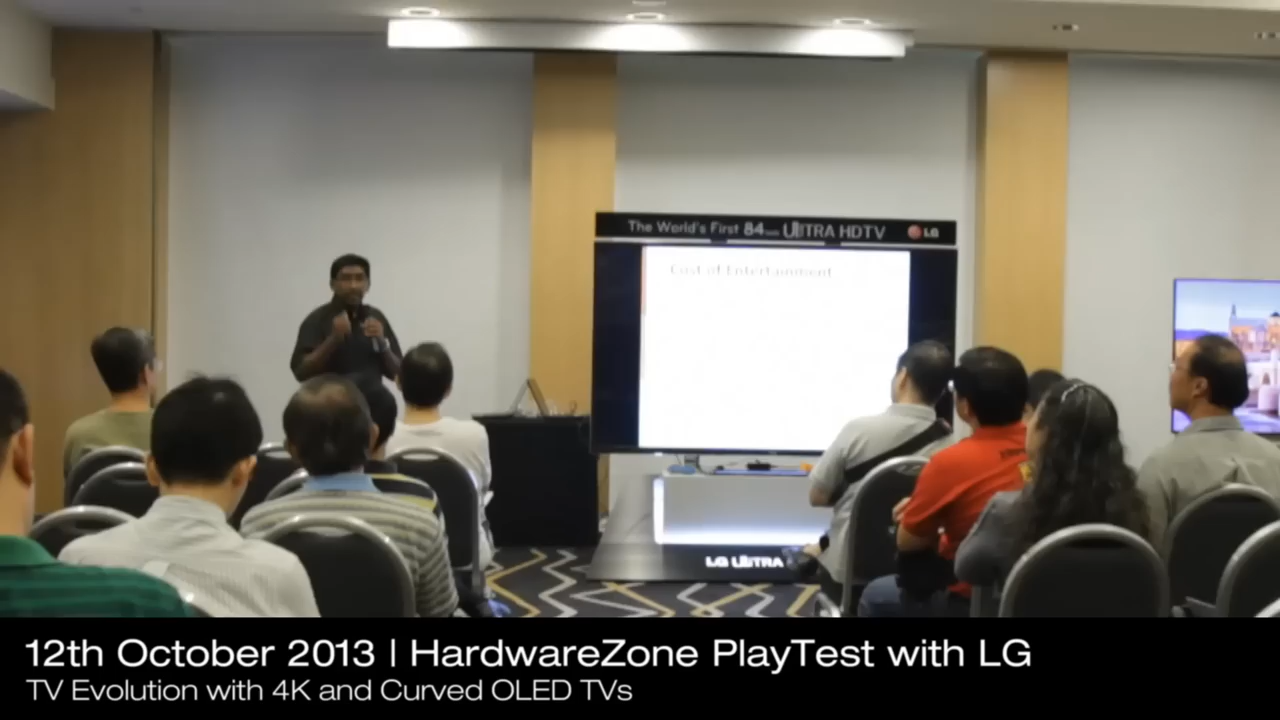 The World's First 84 ULTRA HDTV LG
Cost of Entertainment
LG ULTRA
12th October 2013 | HardwareZone PlayTest with LG
TV Evolution with 4K and Curved OLED TVs